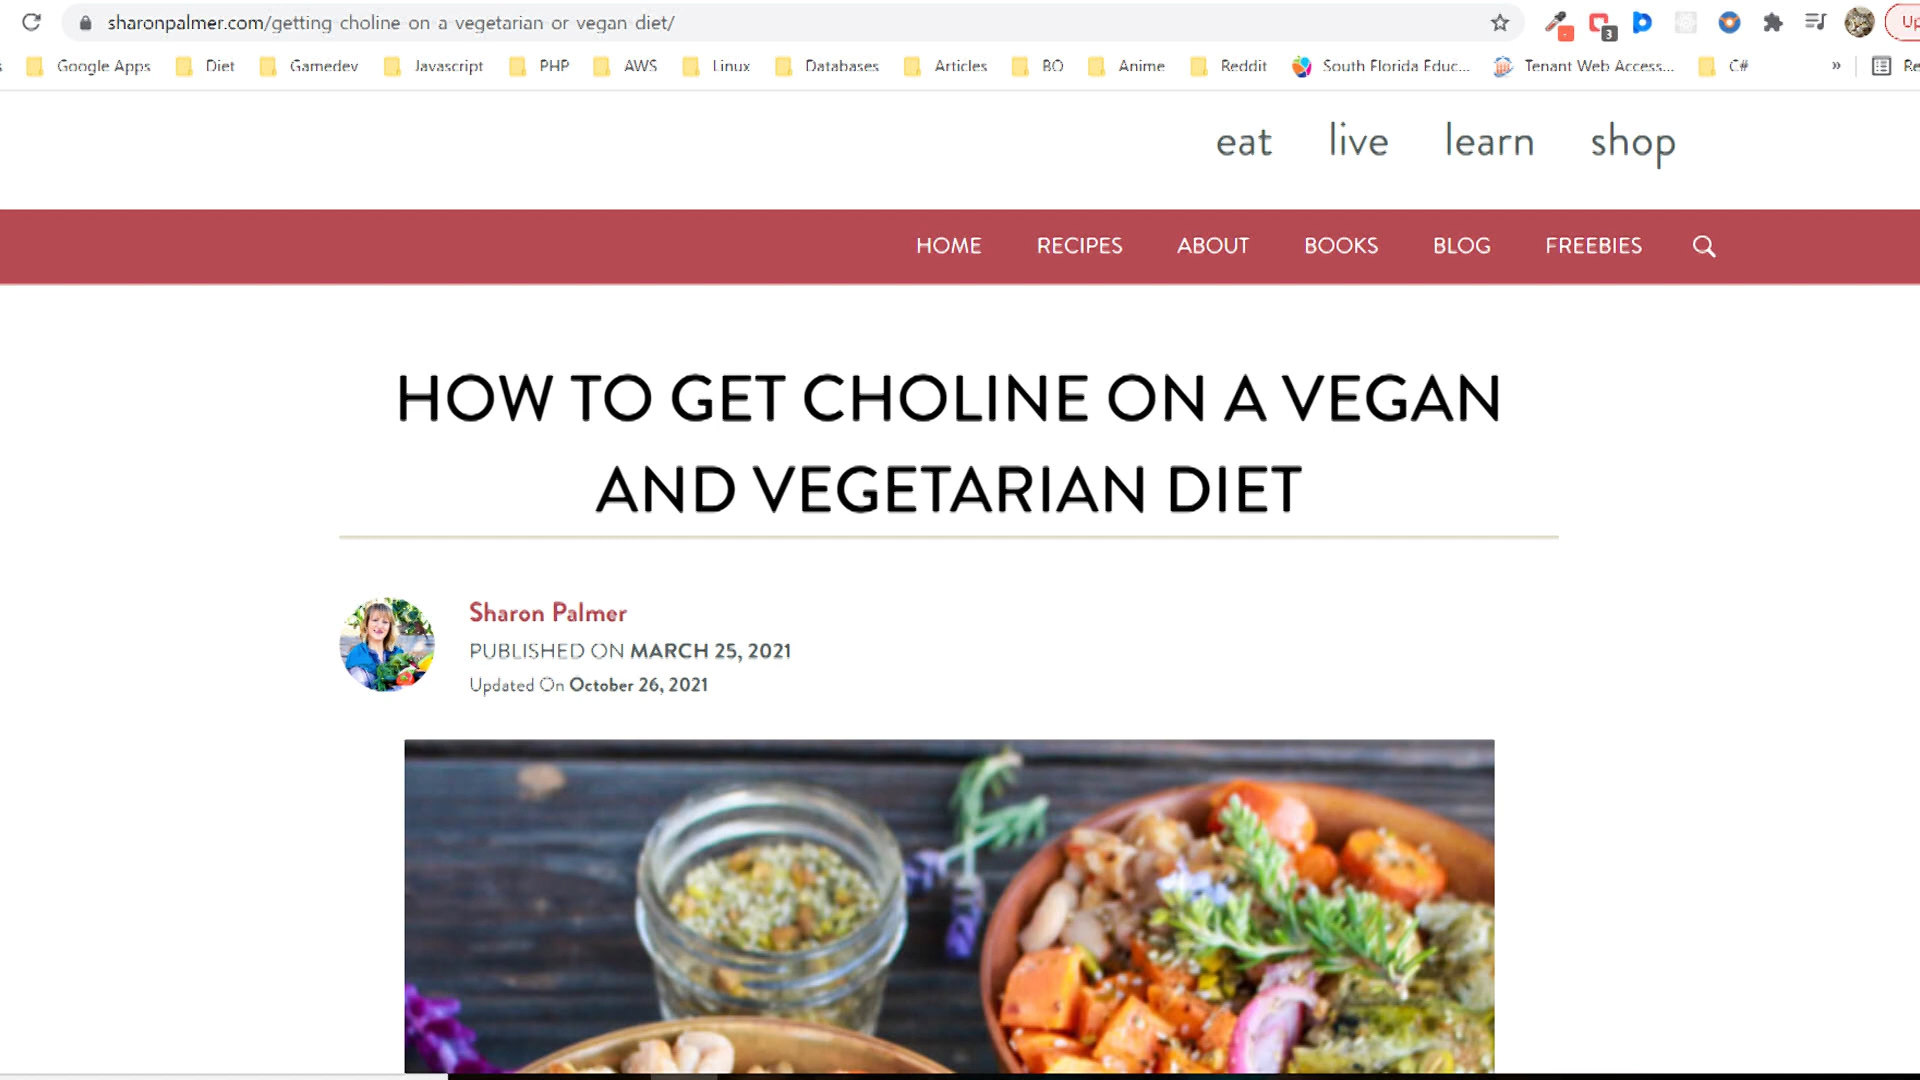 sharonpalmer.com/getting choline on a vegetarian or vegan diet/
Google Apps Diet Gamedev Javascript PHP AWS Linux Databases Articles BO Anime Reddit South Florida Educ... Tenant Web Access... C# »
eat live learn shop
HOME RECIPES ABOUT BOOKS BLOG FREEBIES
HOW TO GET CHOLINE ON A VEGAN
AND VEGETARIAN DIET
Sharon Palmer
PUBLISHED ON MARCH 25, 2021
Updated On October 26, 2021